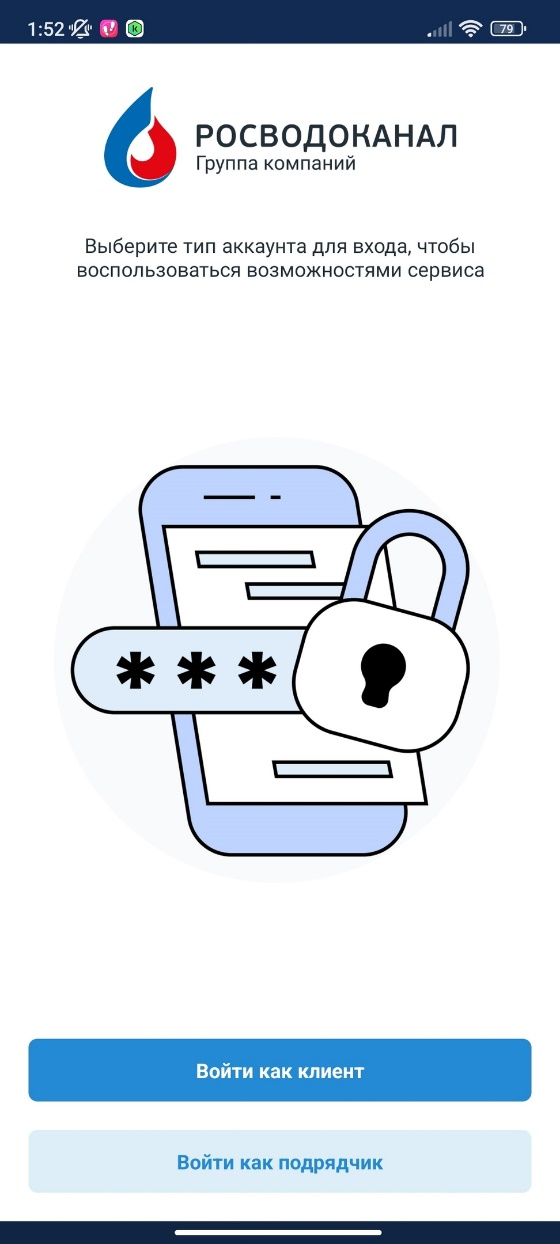 1:52
79
РОСВОДОКАНАЛ
Группа компаний
Выберите тип аккаунта для входа, чтобы
воспользоваться возможностями сервиса
* * *
Войти как клиент
Войти как подрядчик